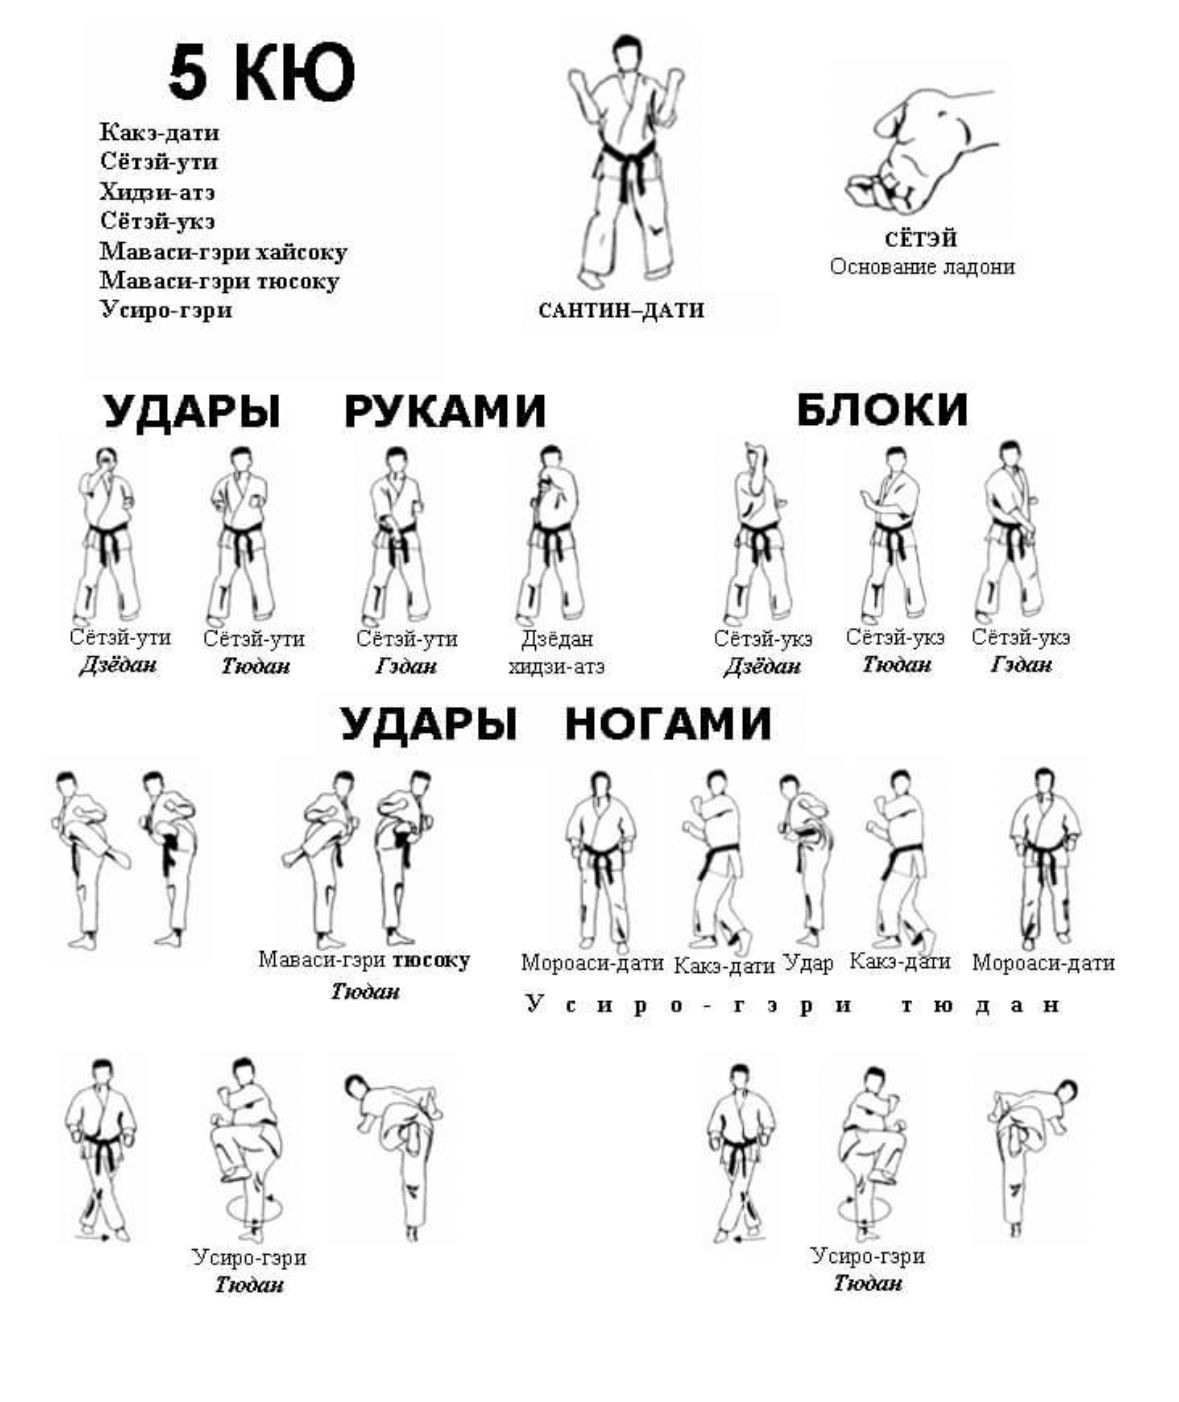 5 КЮ
Какэ-дати
Сётэй-ути
Хидзи-атэ
Сётэй-укэ
Маваси-гэри хайсоку
Маваси-гэри тюсоку
Усиро-гэри
САНТИН–ДАТИ
СЁТЭЙ
Основание ладони
УДАРЫ РУКАМИ
БЛОКИ
Сётэй-ути Сётэй-ути Сётэй-ути Дзёдан
Дзёдан Тюдан Гэдан хидзи-атэ
Сётэй-укэ Сётэй-укэ Сётэй-укэ
Дзёдан Тюдан Гэдан
УДАРЫ НОГАМИ
Маваси-гэри тюсоку
Тюдан
Мороаси-дати Какэ-дати Удар Какэ-дати Мороаси-дати
Усиро-гэри тюдан
Усиро-гэри
Тюдан
Усиро-гэри
Тюдан